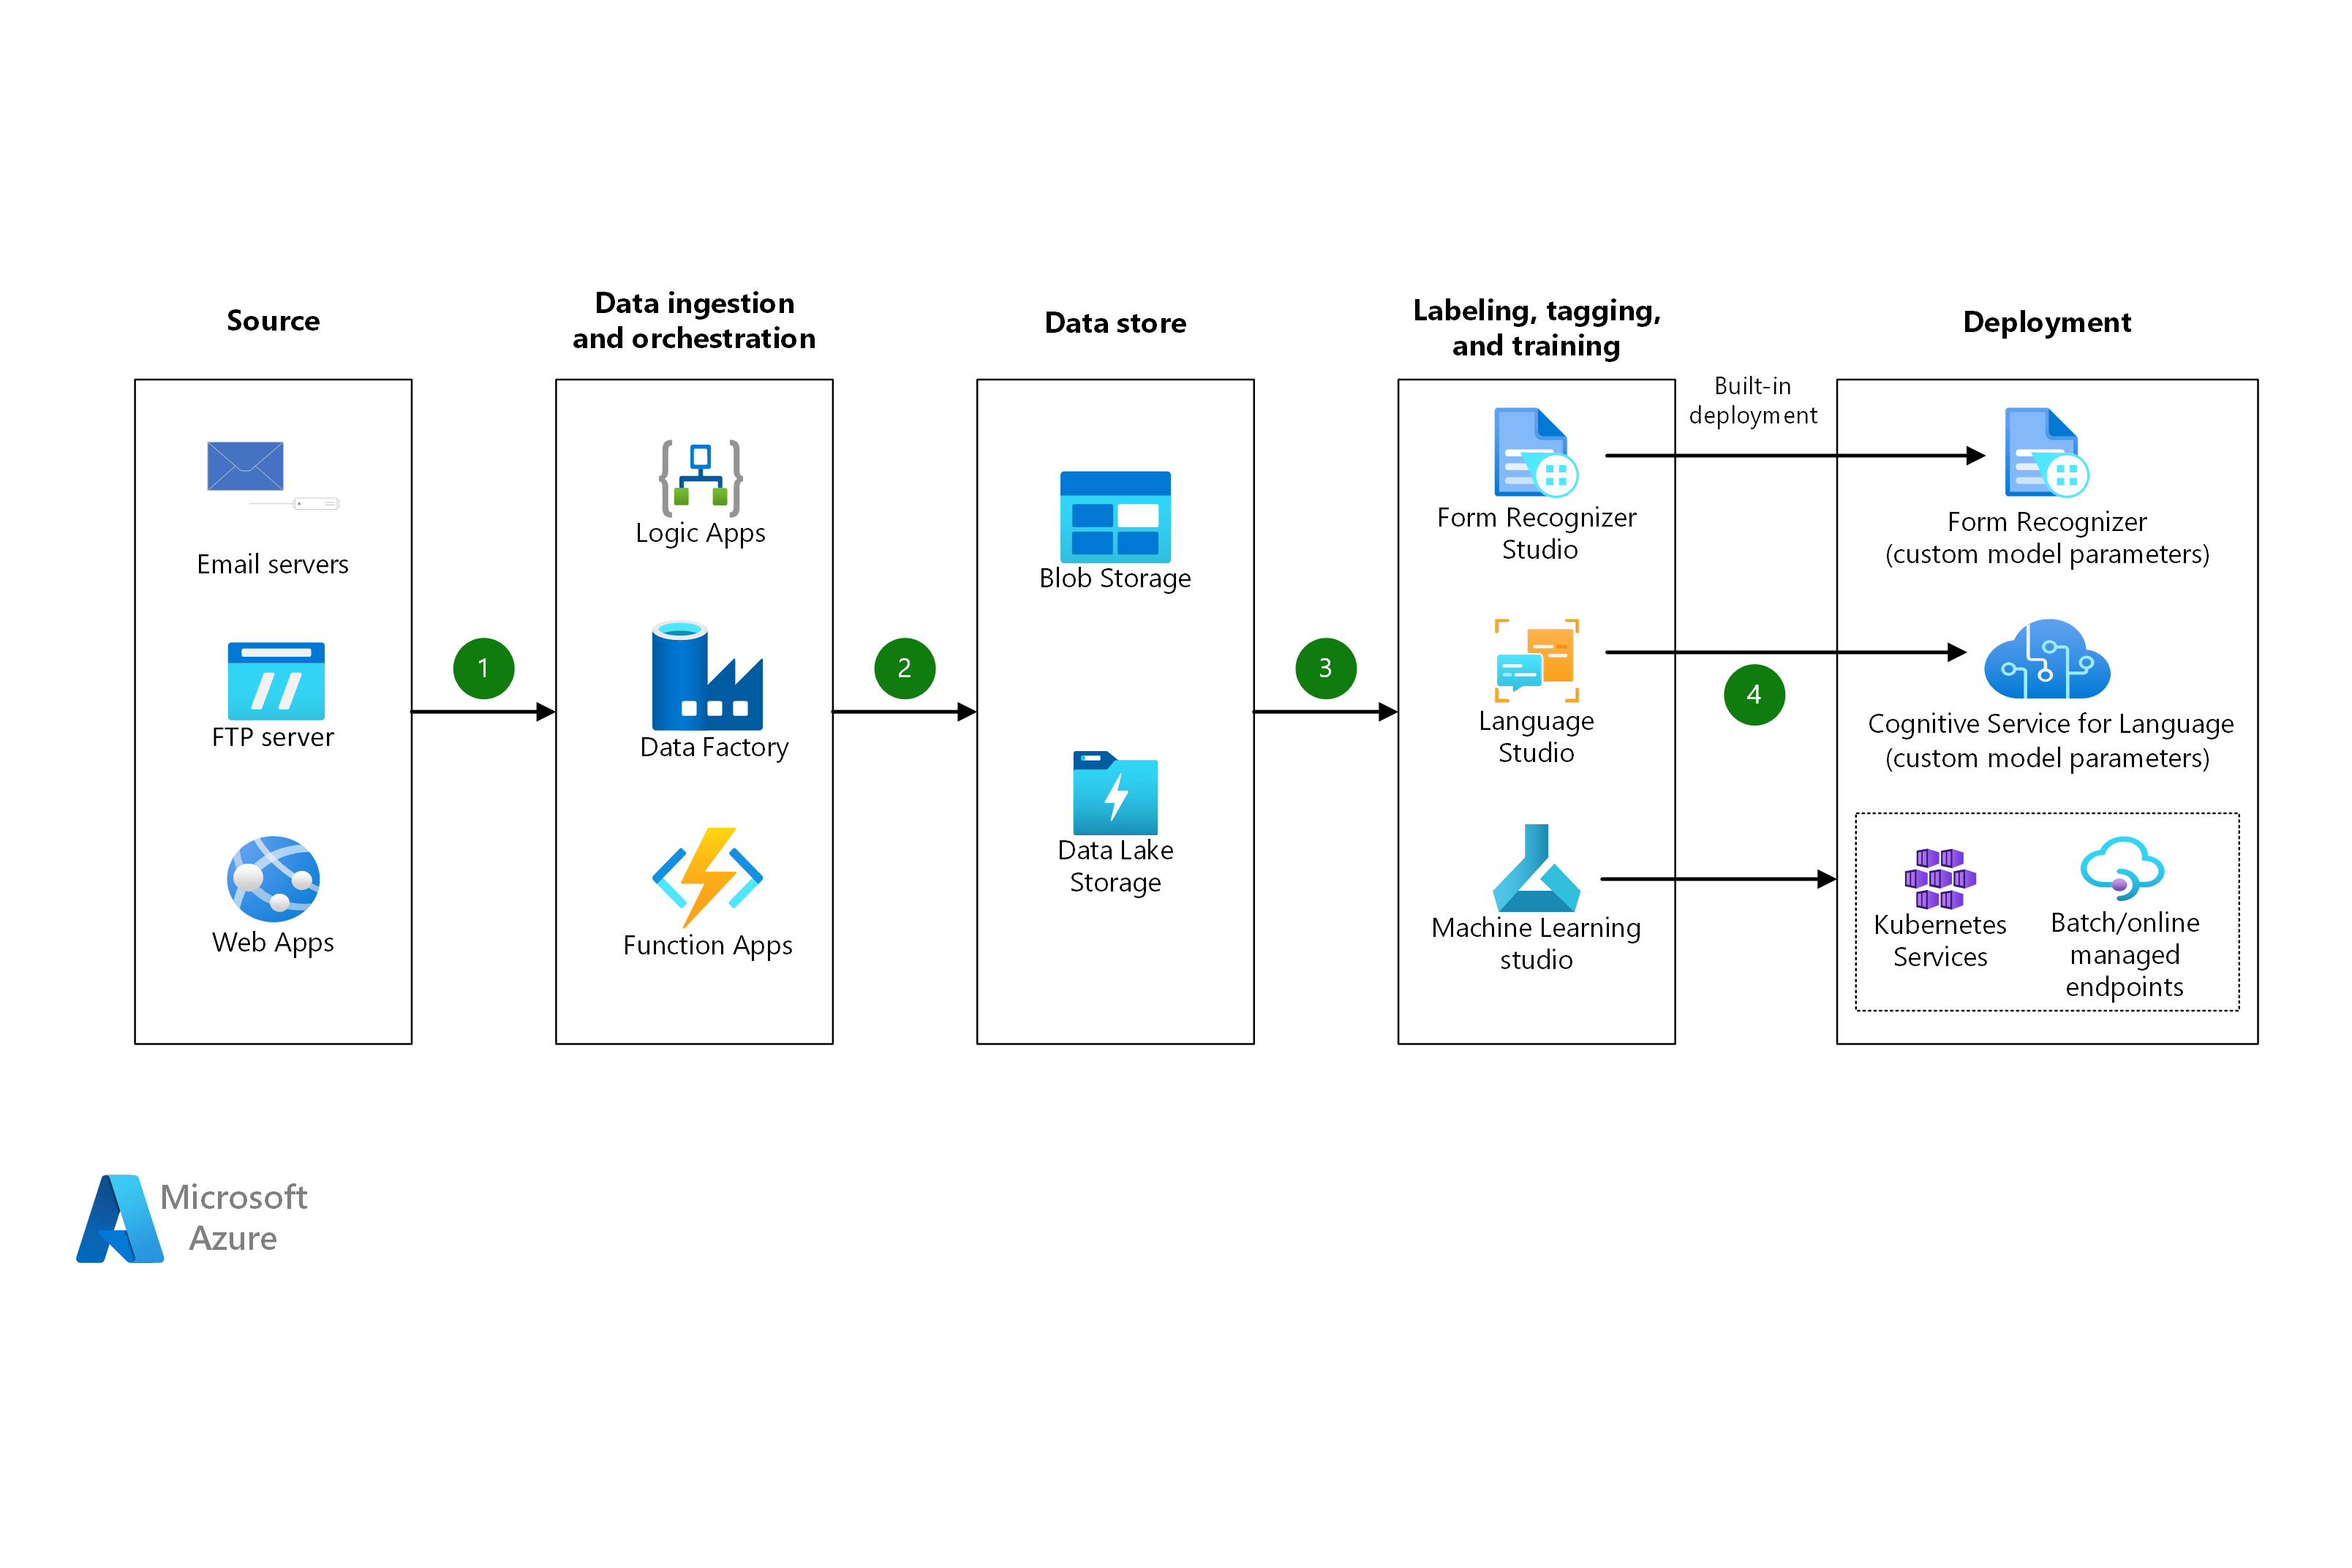 Source
Email servers
FTP server
Web Apps
1
Data ingestion
and orchestration
Logic Apps
Data Factory
Function Apps
2
Data store
Blob Storage
Data Lake
Storage
3
Labeling, tagging,
and training
Form Recognizer
Studio
Language
Studio
Machine Learning
studio
Built-in
deployment
4
Deployment
Form Recognizer
(custom model parameters)
Cognitive Service for Language
(custom model parameters)
Kubernetes
Services
Batch/online
managed
endpoints
Microsoft
Azure